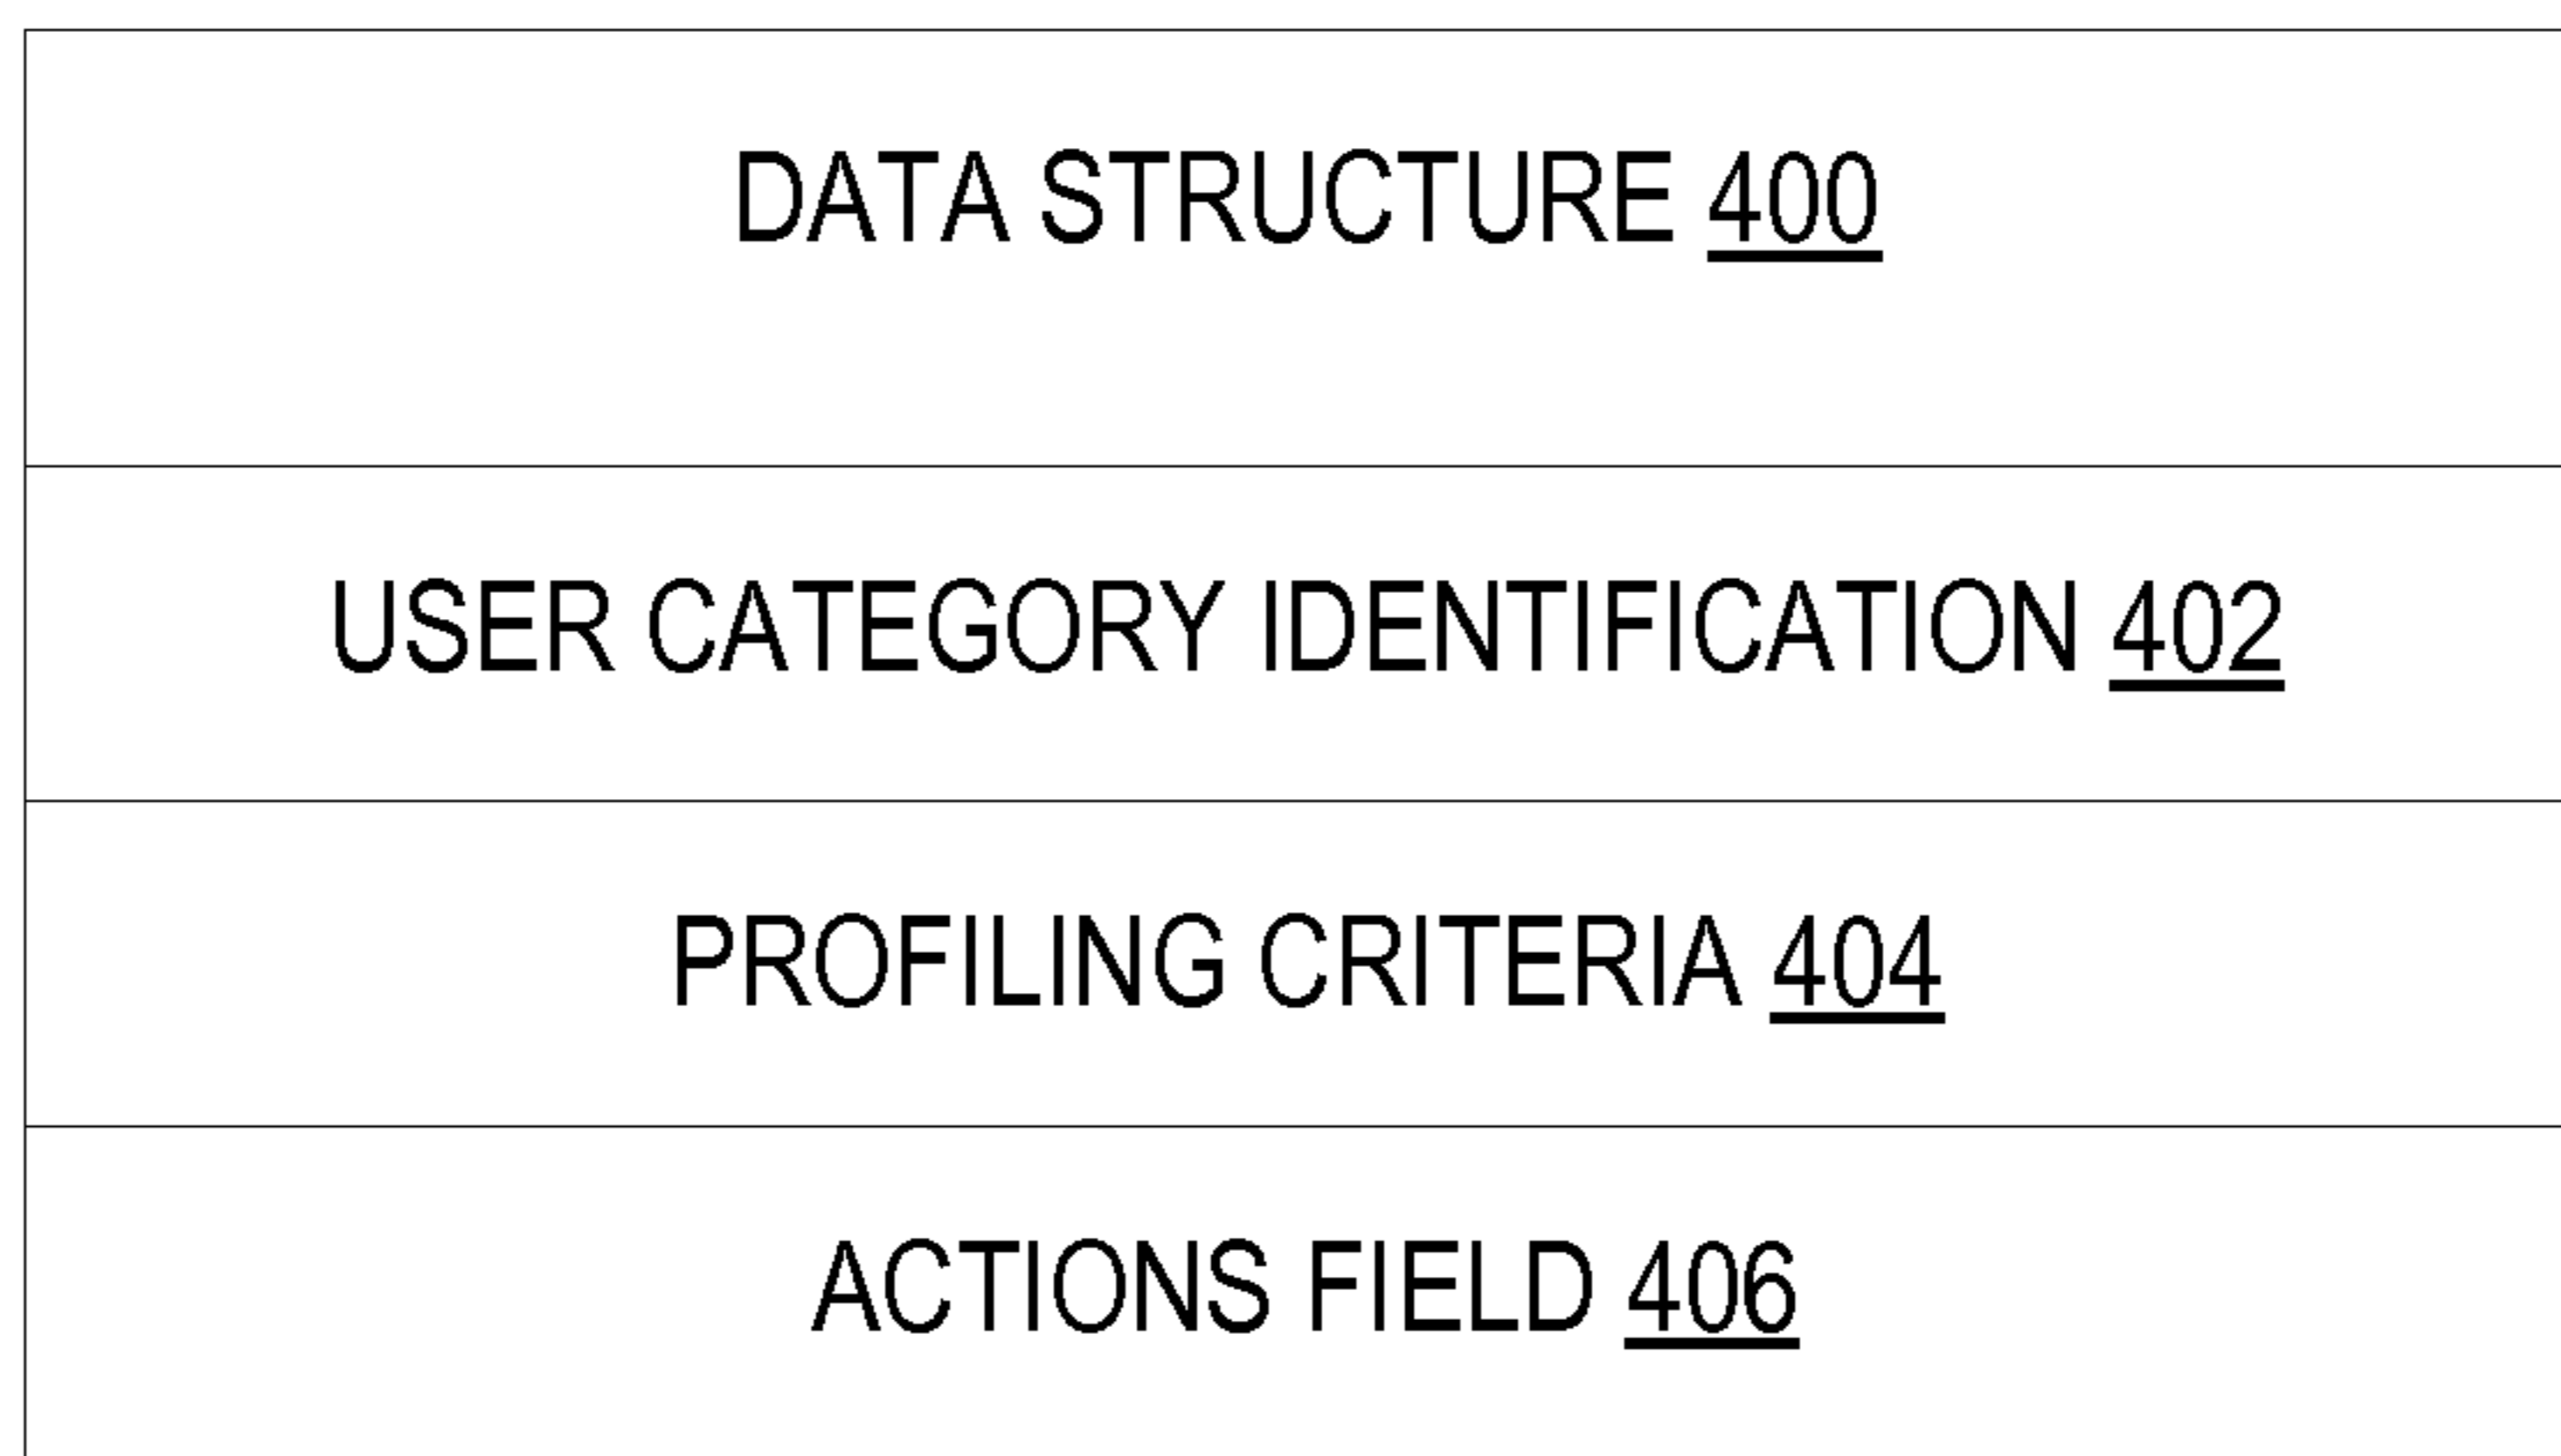 DATA STRUCTURE 400
USER CATEGORY IDENTIFICATION 402
PROFILING CRITERIA 404
ACTIONS FIELD 406